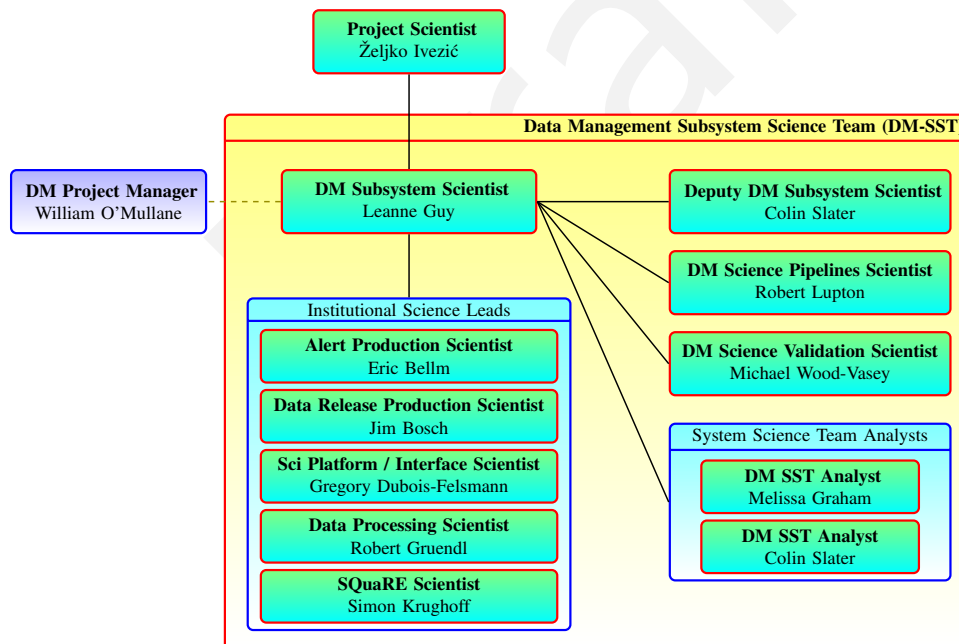 Project Scientist
Željko Ivezić
Data Management Subsystem Science Team (DM-SST)
DM Project Manager
William O'Mullane
DM Subsystem Scientist
Leanne Guy
Deputy DM Subsystem Scientist
Colin Slater
DM Science Pipelines Scientist
Robert Lupton
DM Science Validation Scientist
Michael Wood-Vasey
Institutional Science Leads
Alert Production Scientist
Eric Bellm
Data Release Production Scientist
Jim Bosch
Sci Platform / Interface Scientist
Gregory Dubois-Felsmann
Data Processing Scientist
Robert Gruendl
SQuaRE Scientist
Simon Krughoff
System Science Team Analysts
DM SST Analyst
Melissa Graham
DM SST Analyst
Colin Slater